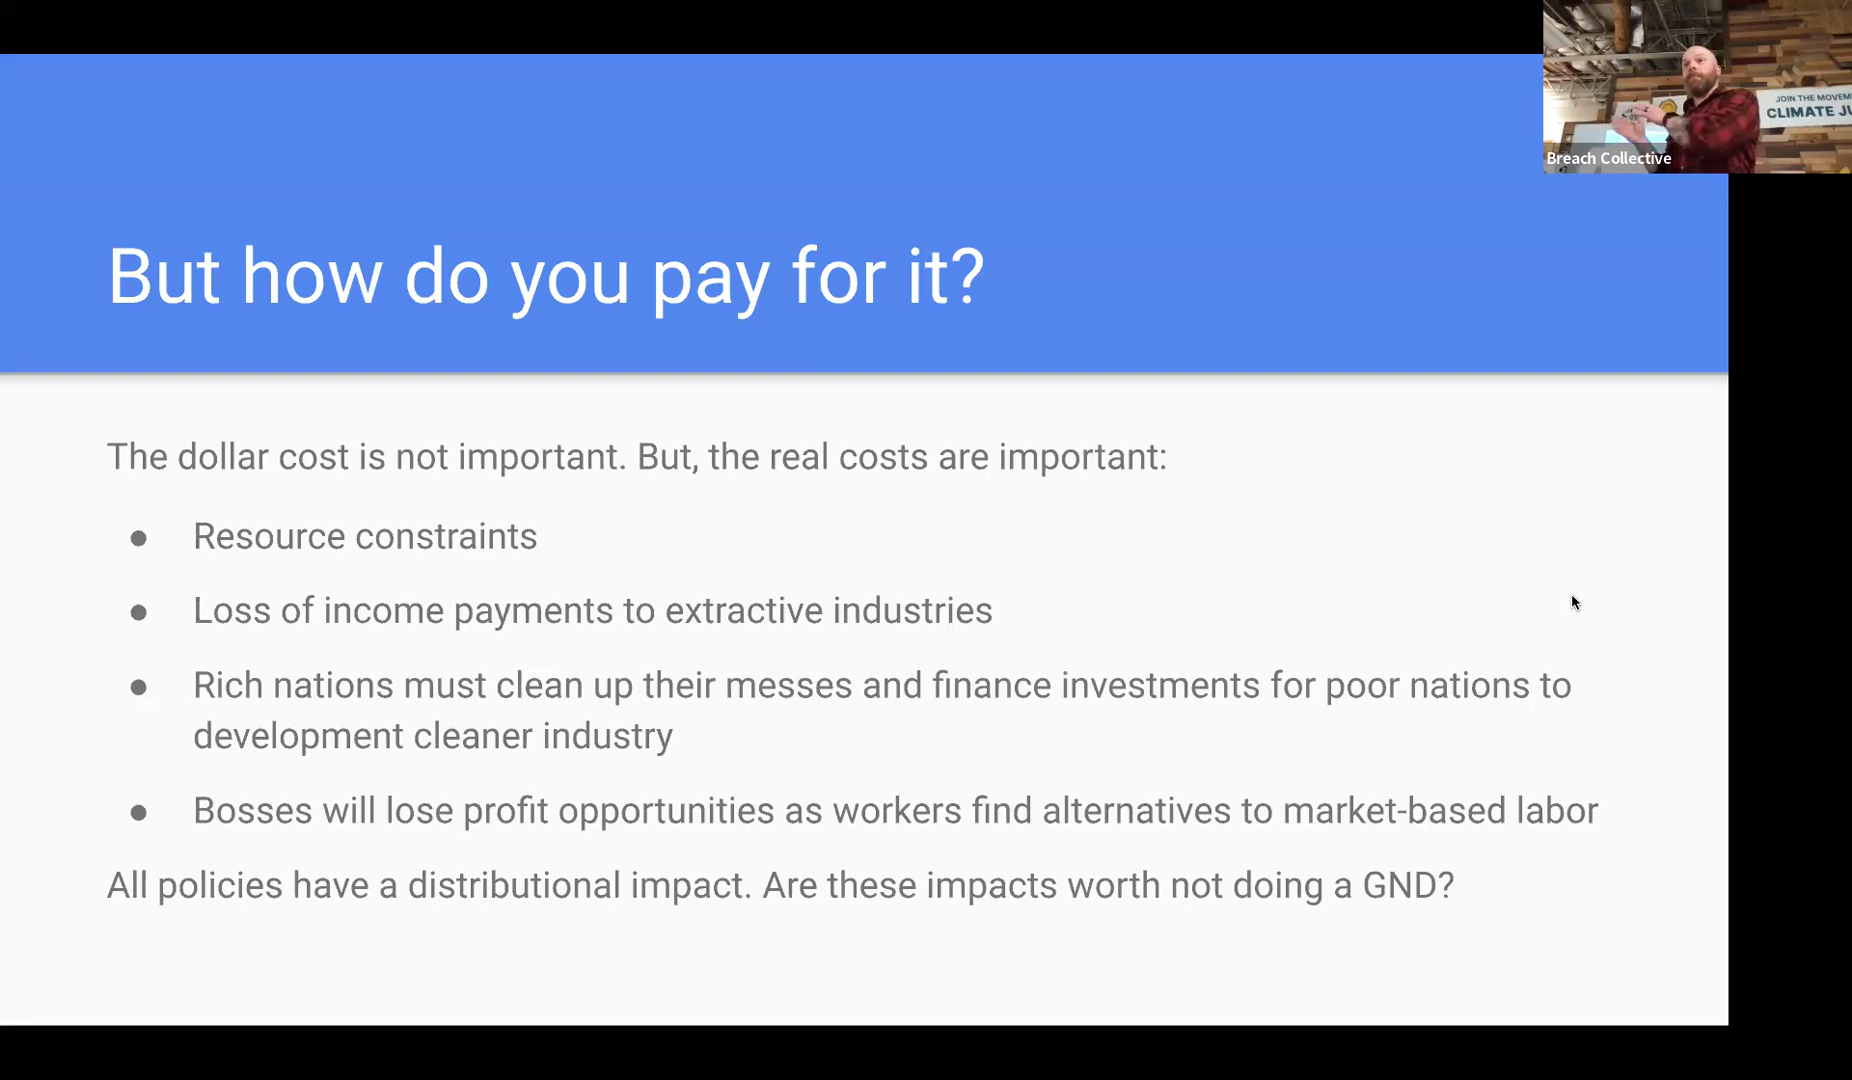 JOIN THE
CLIMATE
Breach Collective
But how do you pay for it?
The dollar cost is not important. But, the real costs are important:
● Resource constraints
● Loss of income payments to extractive industries
● Rich nations must clean up their messes and finance investments for poor nations to
development cleaner industry
● Bosses will lose profit opportunities as workers find alternatives to market-based labor
All policies have a distributional impact. Are these impacts worth not doing a GND?